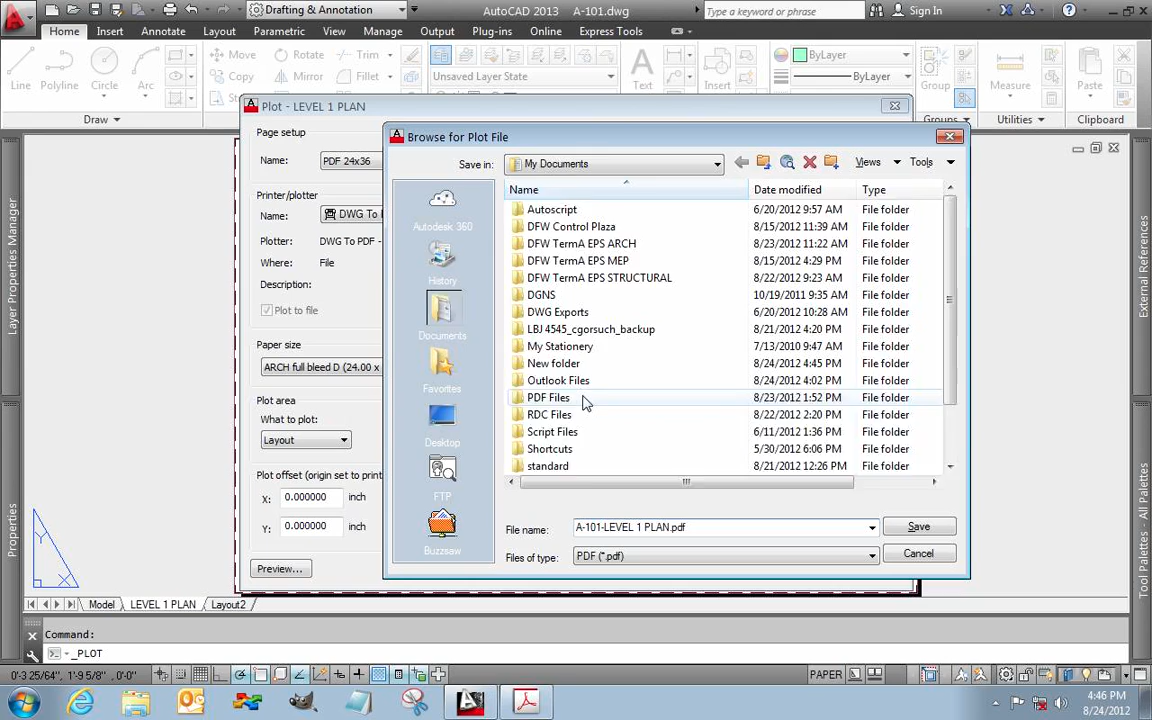 Drafting & Annotation
AutoCAD 2013
A-101.dwg
Type a keyword or phrase
Sign In
Home
Insert
Annotate
Layout
Parametric
View
Manage
Output
Plug-ins
Online
Express Tools
Line
Polyline
Circle
Arc
Move
Copy
Rotate
Mirror
Trim
Fillet
Draw
Unsaved Layer State
Text
Insert
ByLayer
ByLayer
Group
Groups
Measure
Utilities
Paste
Clipboard
Layer Properties Manager
Properties
External References
Tool Palettes - All Palettes
Plot - LEVEL 1 PLAN
Page setup
Name:
PDF 24x36
Printer/plotter
Name:
DWG To
Plotter:
DWG To PDF -
Where:
File
Description:
Plot to file
Paper size
ARCH full bleed D (24.00 x
Plot area
What to plot:
Layout
Plot offset (origin set to print
X:
0.000000
inch
Y:
0.000000
inch
Preview...
Browse for Plot File
Save in:
My Documents
Views
Tools
Name
Date modified
Type
Autoscript 6/20/2012 9:57 AM File folder
DFW Control Plaza 8/15/2012 11:39 AM File folder
DFW TermA EPS ARCH 8/23/2012 11:22 AM File folder
DFW TermA EPS MEP 8/15/2012 4:29 PM File folder
DFW TermA EPS STRUCTURAL 8/22/2012 9:23 AM File folder
DGNS 10/19/2011 9:35 AM File folder
DWG Exports 6/20/2012 10:28 AM File folder
LBJ 4545_cgorsuch_backup 8/21/2012 4:20 PM File folder
My Stationery 7/13/2010 9:47 AM File folder
New folder 8/24/2012 4:45 PM File folder
Outlook Files 8/24/2012 4:02 PM File folder
PDF Files 8/23/2012 1:52 PM File folder
RDC Files 8/22/2012 2:20 PM File folder
Script Files 6/11/2012 1:36 PM File folder
Shortcuts 5/30/2012 6:06 PM File folder
standard 8/21/2012 12:26 PM File folder
Autodesk 360
History
Documents
Favorites
Desktop
FTP
Buzzsaw
File name:
A-101-LEVEL 1 PLAN.pdf
Save
Files of type:
PDF (*.pdf)
Cancel
Y
X
Model
LEVEL 1 PLAN
Layout2
Command:
_PLOT
0'-3 25/64", 1'-9 5/8", 0'-0"
PAPER
4:46 PM
8/24/2012